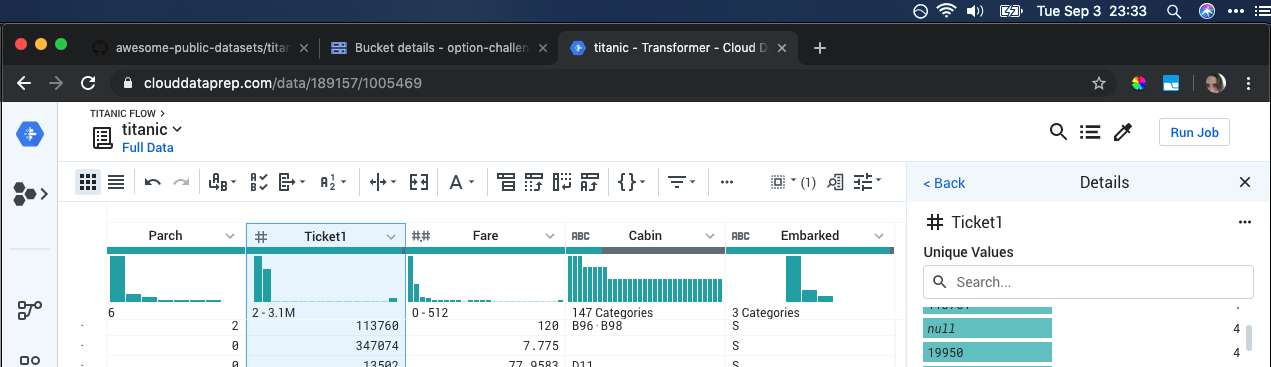 Tue Sep 3 23:33
awesome-public-datasets/titan
Bucket details - option-challen
titanic - Transformer - Cloud D
clouddataprep.com/data/189157/1005469
TITANIC FLOW >
titanic
Full Data
Run Job
(1)
< Back
Details
Parch
Ticket1
Fare
ABC Cabin
ABC Embarked
Ticket1
Unique Values
Search...
6
2 - 3.1M
0 - 512
147 Categories
3 Categories
2 113760 120 B96·B98 S
0 347074 7.775 S
0 13502 77.9583 D11 S
null 4
19950 4